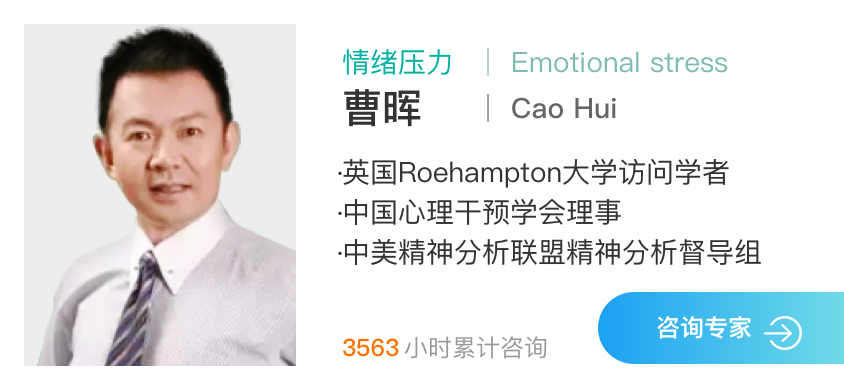 情绪压力 | Emotional stress
曹晖 | Cao Hui
·英国Roehampton大学访问学者
·中国心理干预学会理事
·中美精神分析联盟精神分析督导组
3563 小时累计咨询
咨询专家